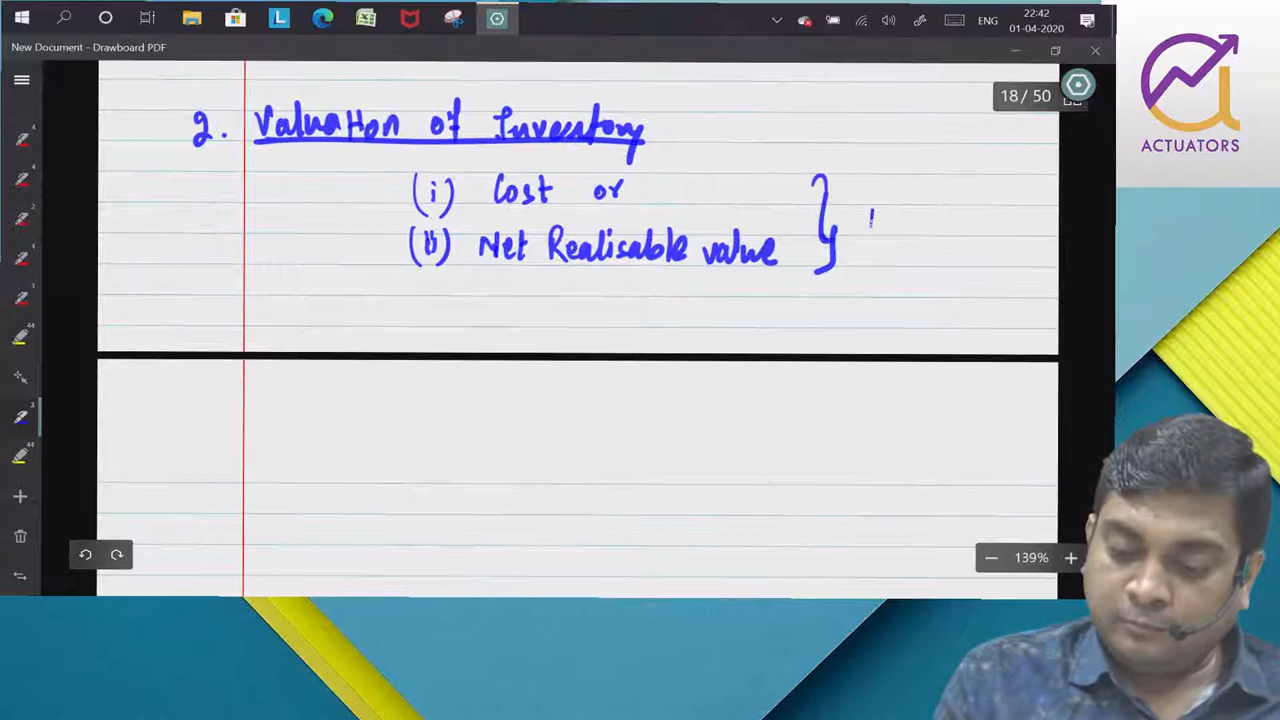 22:42
ENG
01-04-2020
New Document - Drawboard PDF
18 / 50
ACTUATORS
2. Valuation of Inventory
(i) Cost or
(ii) Net Realisable value
139%